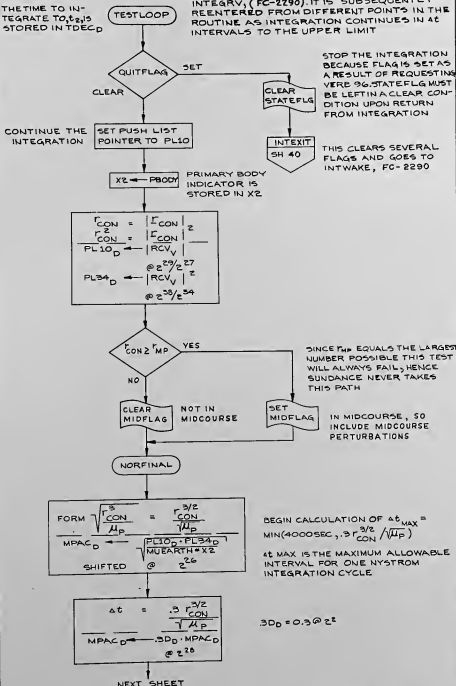 THE TIME TO IN-
TEGRATE TO, t2, IS
STORED IN TDEC_D
TESTLOOP
INTEGRV, (FC-2290). IT IS SUBSEQUENTLY
REENTERED FROM DIFFERENT POINTS IN THE
ROUTINE AS INTEGRATION CONTINUES IN Δt
INTERVALS TO THE UPPER LIMIT
QUITFLAG
SET
CLEAR
CLEAR
STATEFLG
STOP THE INTEGRATION
BECAUSE FLAG IS SET AS
A RESULT OF REQUESTING
VERB 96. STATEFLG MUST
BE LEFT IN A CLEAR CON-
DITION UPON RETURN
FROM INTEGRATION
CONTINUE THE
INTEGRATION
SET PUSH LIST
POINTER TO PL10
INTEXIT
SH 40
THIS CLEARS SEVERAL
FLAGS AND GOES TO
INTWAKE, FC-2290
X2 ← PBODY
PRIMARY BODY
INDICATOR IS
STORED IN X2
r_CON = |r_CON|
r²_CON = |r_CON|²
PL10_D ← |RCV_V|
@ 2^29/2^27
PL34_D ← |RCV_V|²
@ 2^58/2^54
r_CON ≥ r_MP
YES
NO
SINCE r_MP EQUALS THE LARGEST
NUMBER POSSIBLE THIS TEST
WILL ALWAYS FAIL, HENCE
SUNDANCE NEVER TAKES
THIS PATH
CLEAR
MIDFLAG
NOT IN
MIDCOURSE
SET
MIDFLAG
IN MIDCOURSE, SO
INCLUDE MIDCOURSE
PERTURBATIONS
NORFINAL
FORM √(r³_CON/μ_P) = r_CON^3/2/√μ_P
MPAC_D ← √(PL10_D · PL34_D / MUEARTH*X2)
SHIFTED @ 2^26
BEGIN CALCULATION OF Δt_MAX =
MIN(4000SEC, .3 r_CON^3/2/√μ_P)
Δt MAX IS THE MAXIMUM ALLOWABLE
INTERVAL FOR ONE NYSTROM
INTEGRATION CYCLE
Δt = .3 r_CON^3/2/√μ_P
MPAC_D ← .3D_D · MPAC_D
@ 2^28
.3D_D = 0.3 @ 2^2
NEXT SHEET